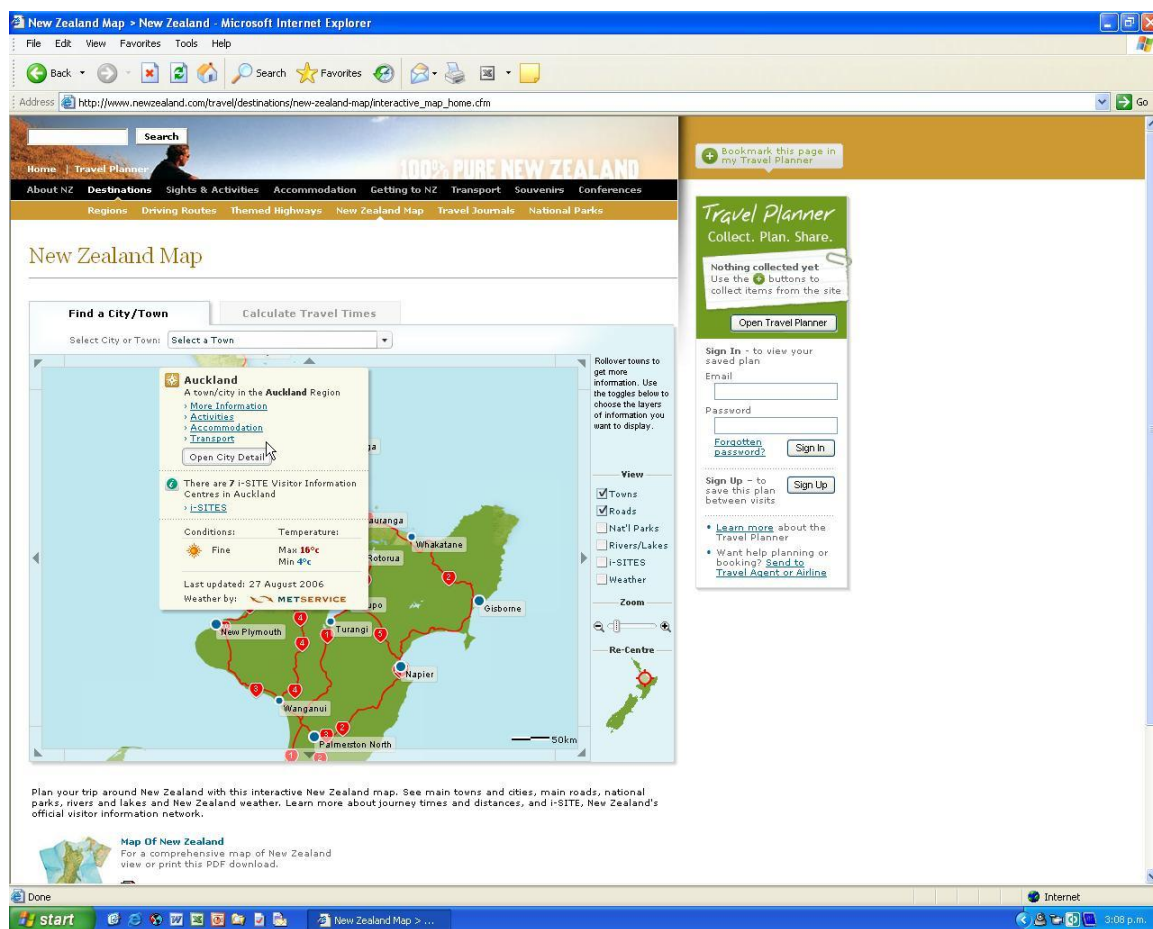 New Zealand Map > New Zealand - Microsoft Internet Explorer
File Edit View Favorites Tools Help
Back Search Favorites
Address http://www.newzealand.com/travel/destinations/new-zealand-map/interactive_map_home.cfm Go
Search
Home | Travel Planner
100% PURE NEW ZEALAND
Bookmark this page in
my Travel Planner
About NZ Destinations Sights & Activities Accommodation Getting to NZ Transport Souvenirs Conferences
Regions Driving Routes Themed Highways New Zealand Map Travel Journals National Parks
New Zealand Map
Find a City/Town Calculate Travel Times
Select City or Town: Select a Town
Auckland
A town/city in the Auckland Region
› More Information
› Activities
› Accommodation
› Transport
Open City Detail
There are 7 i-SITE Visitor Information
Centres in Auckland
› i-SITES
Conditions: Temperature:
Fine Max 16°c
Min 4°c
Last updated: 27 August 2006
Weather by: METSERVICE
ga
auranga
Whakatane
Rotorua
2
upo
Gisborne
4
New Plymouth
1
Turangi
5
4
Napier
3
4
Wanganui
2
3
Palmerston North
1
2
50km
Rollover towns to
get more
information. Use
the toggles below to
choose the layers
of information you
want to display.
View
Towns
Roads
Nat'l Parks
Rivers/Lakes
i-SITES
Weather
Zoom
Re-Centre
Travel Planner
Collect. Plan. Share.
Nothing collected yet
Use the + buttons to
collect items from the site
Open Travel Planner
Sign In - to view your
saved plan
Email
Password
Forgotten
password?
Sign In
Sign Up - to
save this plan
between visits
Sign Up
• Learn more about the
Travel Planner
• Want help planning or
booking? Send to
Travel Agent or Airline
Plan your trip around New Zealand with this interactive New Zealand map. See main towns and cities, main roads, national
parks, rivers and lakes and New Zealand weather. Learn more about journey times and distances, and i-SITE, New Zealand's
official visitor information network.
Map Of New Zealand
For a comprehensive map of New Zealand
view or print this PDF download.
Done Internet
start New Zealand Map > ... 3:08 p.m.